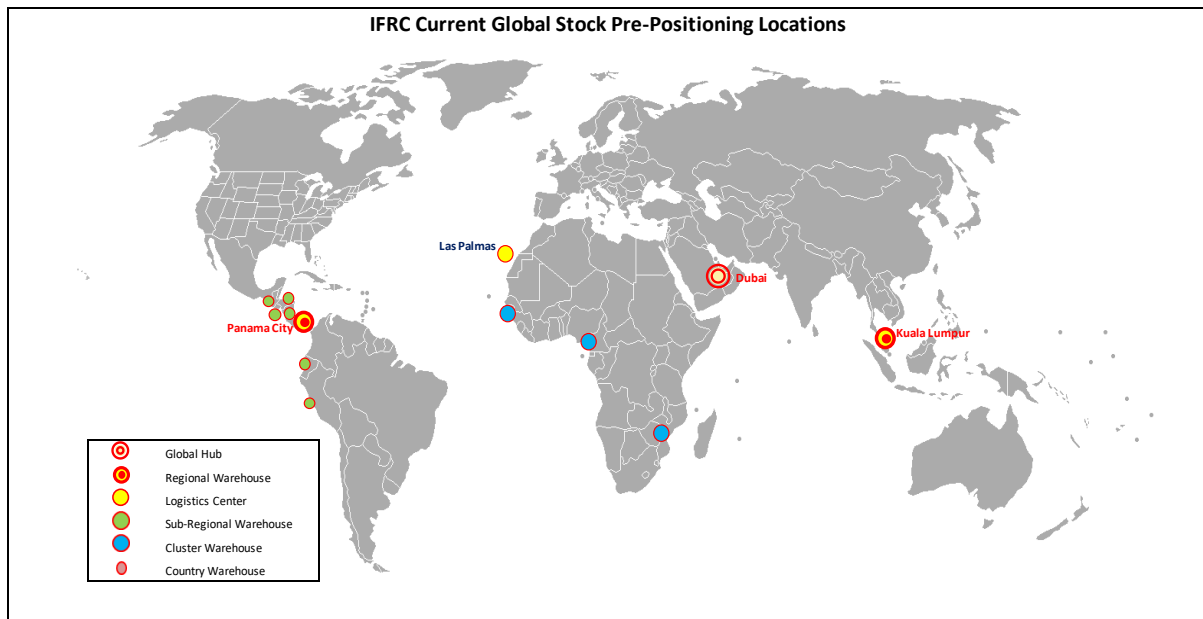 IFRC Current Global Stock Pre-Positioning Locations
Las Palmas
Dubai
Panama City
Kuala Lumpur
Global Hub
Regional Warehouse
Logistics Center
Sub-Regional Warehouse
Cluster Warehouse
Country Warehouse